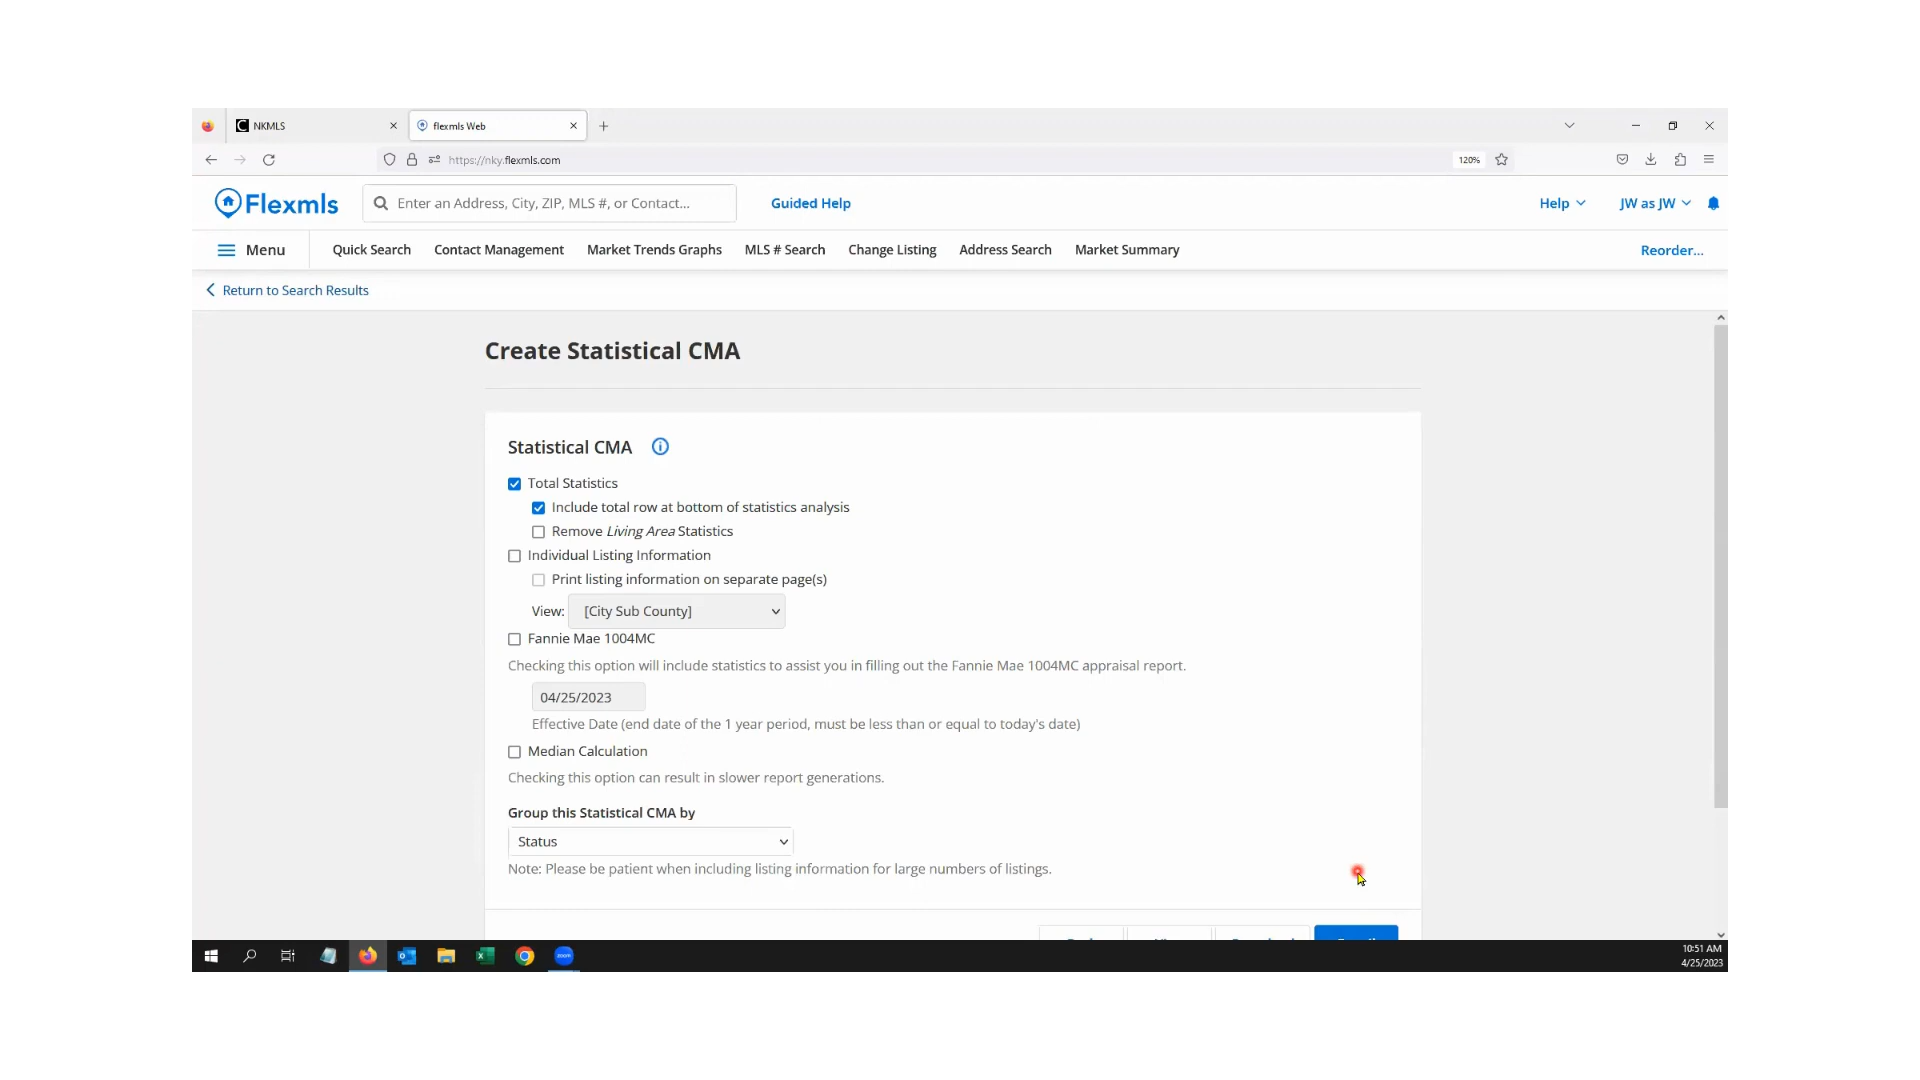 NKMLS
flexmls Web
https://nky.flexmls.com
120%
Flexmls
Enter an Address, City, ZIP, MLS #, or Contact...
Guided Help
Help
JW as JW
Menu
Quick Search
Contact Management
Market Trends Graphs
MLS # Search
Change Listing
Address Search
Market Summary
Reorder...
Return to Search Results
Create Statistical CMA
Statistical CMA
Total Statistics
Include total row at bottom of statistics analysis
Remove Living Area Statistics
Individual Listing Information
Print listing information on separate page(s)
View: [City Sub County]
Fannie Mae 1004MC
Checking this option will include statistics to assist you in filling out the Fannie Mae 1004MC appraisal report.
04/25/2023
Effective Date (end date of the 1 year period, must be less than or equal to today's date)
Median Calculation
Checking this option can result in slower report generations.
Group this Statistical CMA by
Status
Note: Please be patient when including listing information for large numbers of listings.
zoom
10:51 AM
4/25/2023